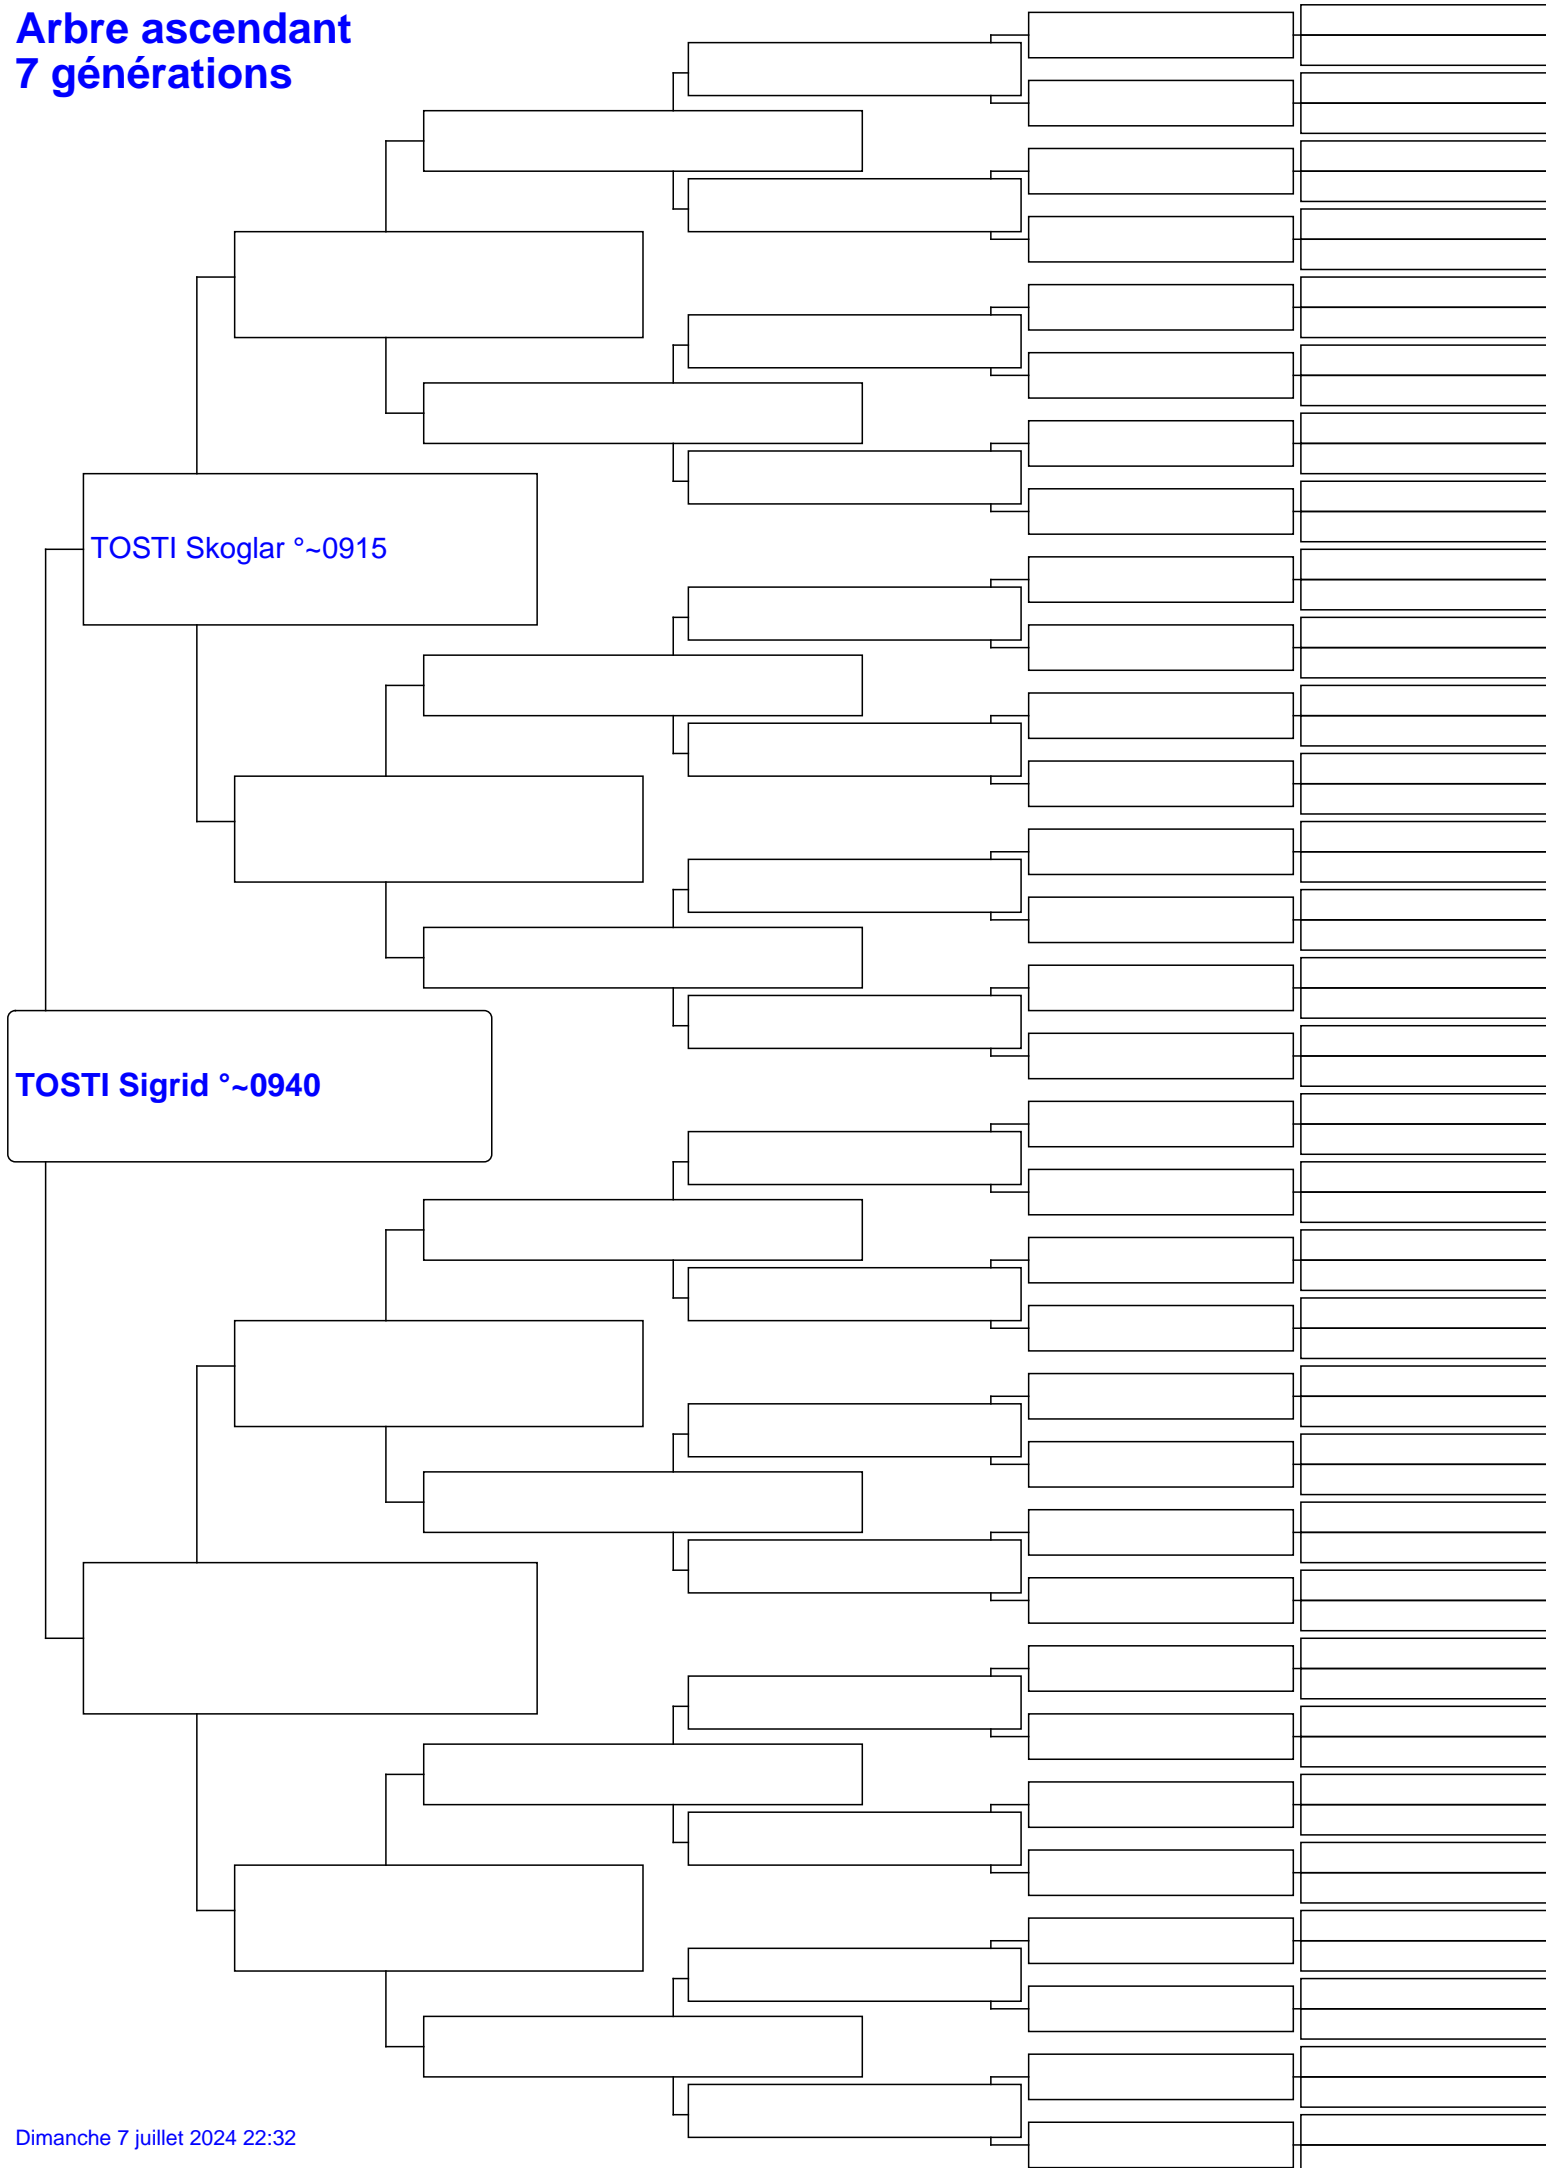 Arbre ascendant
7 générations
TOSTI Skoglar °~0915
TOSTI Sigrid °~0940
Dimanche 7 juillet 2024 22:32